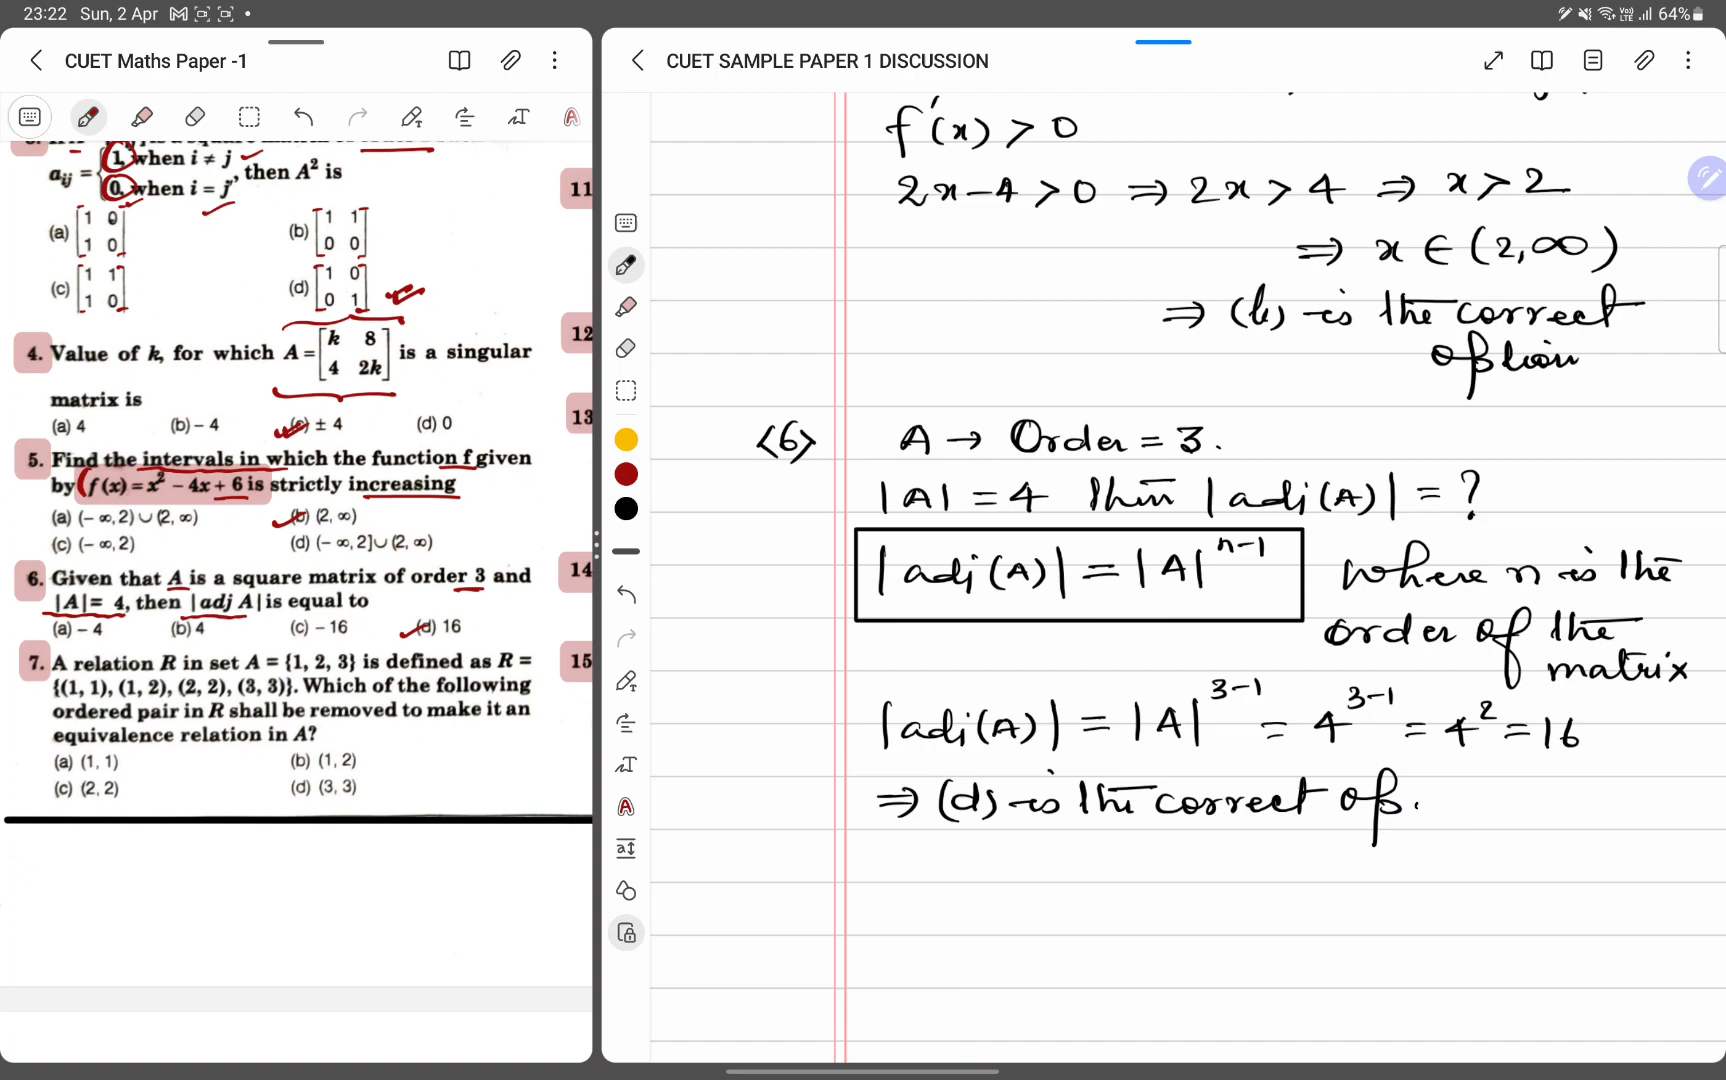 23:22 Sun, 2 Apr 64%
CUET Maths Paper -1
a_ij = { 1, when i ≠ j
0, when i = j , then A² is
11
(a) [1 0
1 0]
(b) [1 1
0 0]
(c) [1 1
1 0]
(d) [1 0
0 1]
12
4. Value of k, for which A = [k 8
4 2k] is a singular
matrix is
13
(a) 4 (b) – 4 (c) ± 4 (d) 0
5. Find the intervals in which the function f given
by f (x) = x² – 4x + 6 is strictly increasing
(a) (– ∞, 2) ∪ (2, ∞) (b) (2, ∞)
(c) (– ∞, 2) (d) (– ∞, 2] ∪ (2, ∞)
14
6. Given that A is a square matrix of order 3 and
|A| = 4, then |adj A| is equal to
(a) – 4 (b) 4 (c) – 16 (d) 16
15
7. A relation R in set A = {1, 2, 3} is defined as R =
{(1, 1), (1, 2), (2, 2), (3, 3)}. Which of the following
ordered pair in R shall be removed to make it an
equivalence relation in A?
(a) (1, 1) (b) (1, 2)
(c) (2, 2) (d) (3, 3)
CUET SAMPLE PAPER 1 DISCUSSION
f'(x) > 0
2x-4 > 0 ⇒ 2x > 4 ⇒ x > 2
⇒ x ∈ (2, ∞)
⇒ (b) is the correct
option
<6> A → Order = 3.
|A| = 4 then |adj(A)| = ?
|adj(A)| = |A|^(n-1) where n is the
order of the
matrix
|adj(A)| = |A|^(3-1) = 4^(3-1) = 4² = 16
⇒ (d) is the correct op.